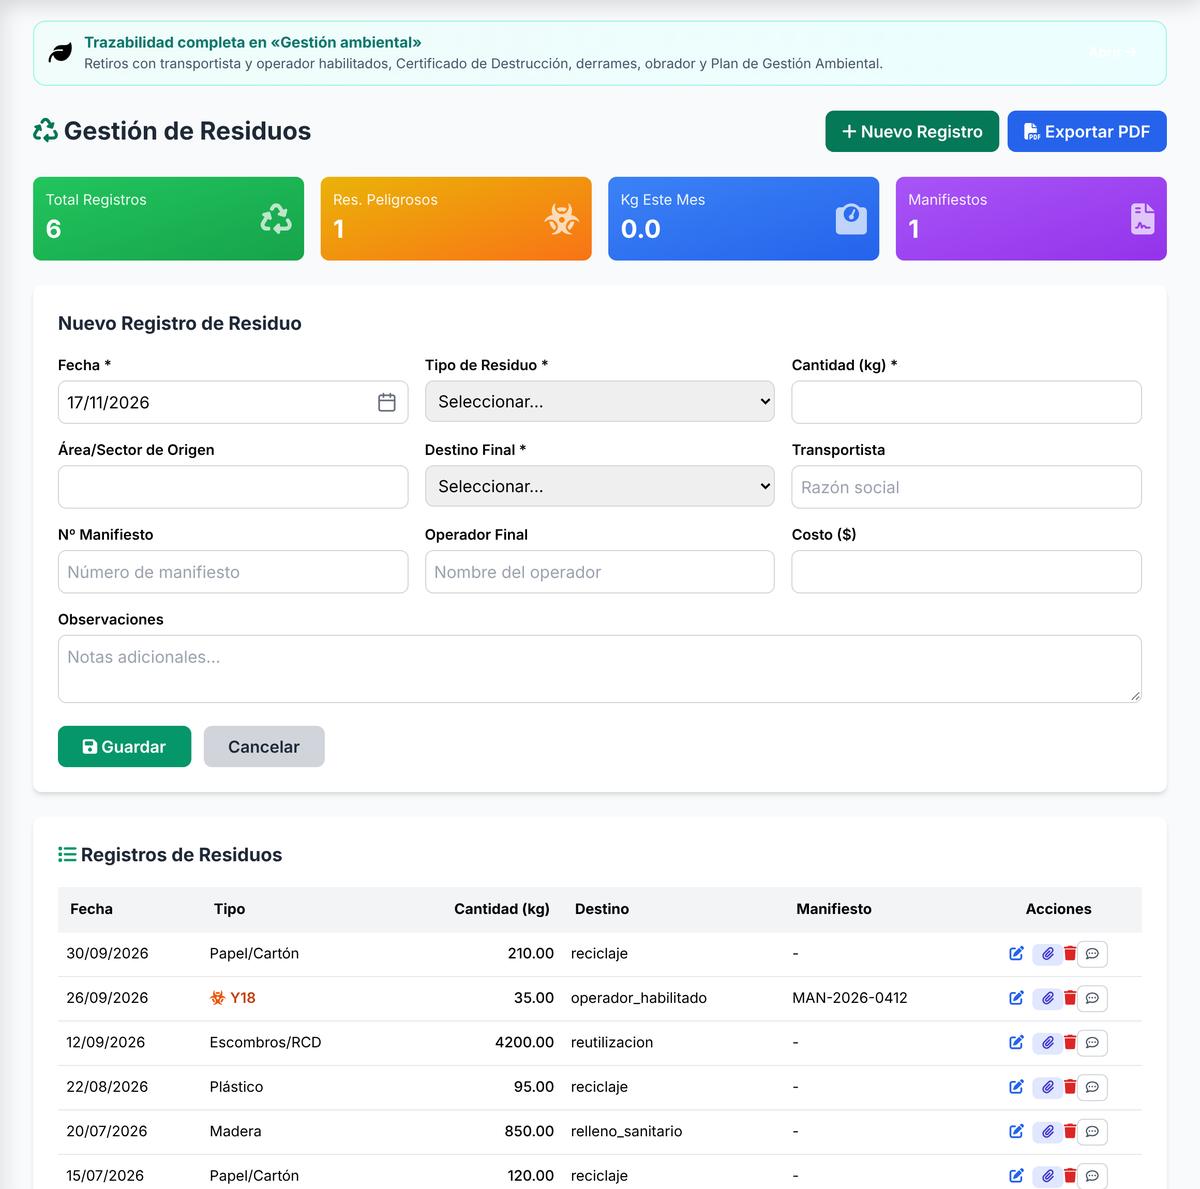 Trazabilidad completa en «Gestión ambiental»
Retiros con transportista y operador habilitados, Certificado de Destrucción, derrames, obrador y Plan de Gestión Ambiental.
Abrir →
Gestión de Residuos
+ Nuevo Registro
Exportar PDF
Total Registros
6
Res. Peligrosos
1
Kg Este Mes
0.0
Manifiestos
1
Nuevo Registro de Residuo
Fecha *
Tipo de Residuo *
Cantidad (kg) *
17/11/2026
Seleccionar...
Área/Sector de Origen
Destino Final *
Transportista
Seleccionar...
Razón social
Nº Manifiesto
Operador Final
Costo ($)
Número de manifiesto
Nombre del operador
Observaciones
Notas adicionales...
Guardar
Cancelar
Registros de Residuos
Fecha Tipo Cantidad (kg) Destino Manifiesto Acciones
30/09/2026 Papel/Cartón 210.00 reciclaje -
26/09/2026 Y18 35.00 operador_habilitado MAN-2026-0412
12/09/2026 Escombros/RCD 4200.00 reutilizacion -
22/08/2026 Plástico 95.00 reciclaje -
20/07/2026 Madera 850.00 relleno_sanitario -
15/07/2026 Papel/Cartón 120.00 reciclaje -